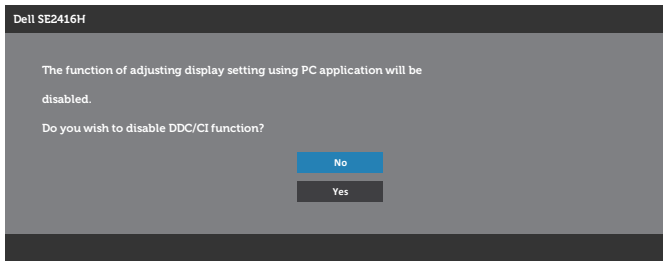 Dell SE2416H
The function of adjusting display setting using PC application will be
disabled.
Do you wish to disable DDC/CI function?
No
Yes